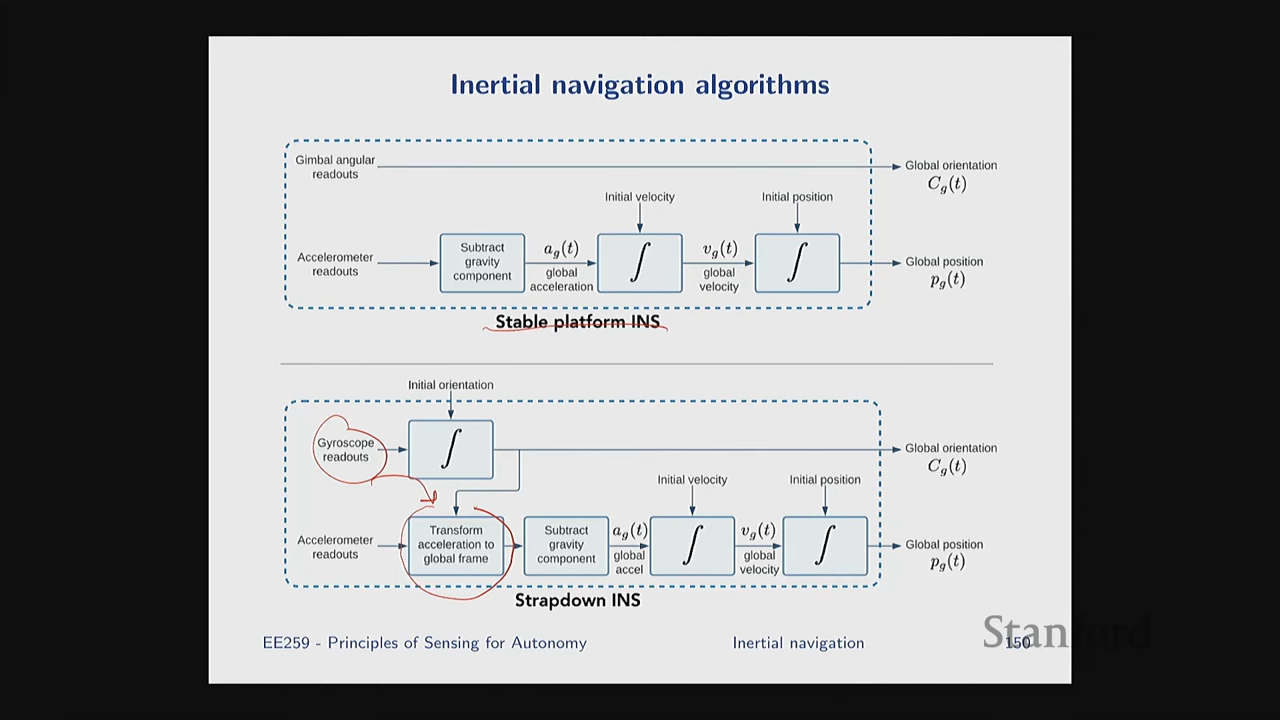 Inertial navigation algorithms
Gimbal angular
readouts
Global orientation
C_g(t)
Initial velocity
Initial position
Accelerometer
readouts
Subtract
gravity
component
a_g(t)
global
acceleration
∫
v_g(t)
global
velocity
∫
Global position
p_g(t)
Stable platform INS
Initial orientation
Gyroscope
readouts
∫
Global orientation
C_g(t)
Initial velocity
Initial position
Accelerometer
readouts
Transform
acceleration to
global frame
Subtract
gravity
component
a_g(t)
global
accel
∫
v_g(t)
global
velocity
∫
Global position
p_g(t)
Strapdown INS
EE259 - Principles of Sensing for Autonomy
Inertial navigation
150
Stanford